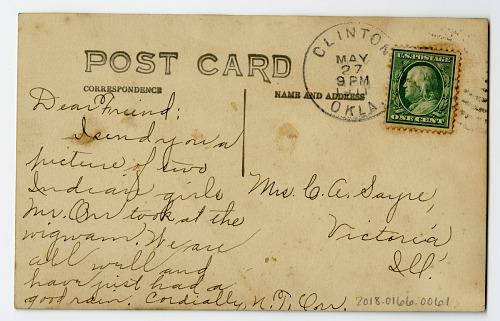 POST CARD
CORRESPONDENCE
NAME AND ADDRESS
CLINTON
MAY
27
9 PM
OKLA.
U.S. POSTAGE
ONE CENT
Dear Friend;
I send you a
picture of two
Indian girls
Mr. Orr took at the
wigwam. We are
all well and
have just had a
good rain. Cordially, N. T. Orr.
Mrs. C. A. Sayre,
Victoria
Ill.
2018.0166.0061